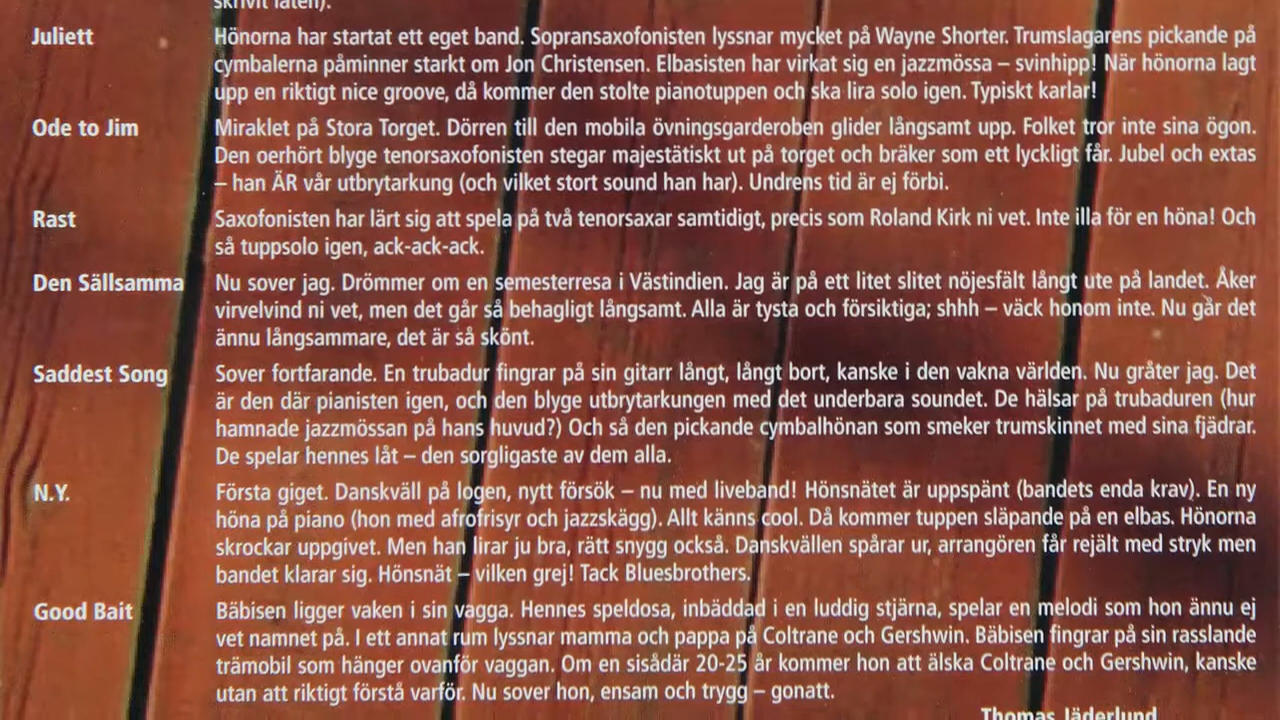 skrivit låten).
Juliett Hönorna har startat ett eget band. Sopransaxofonisten lyssnar mycket på Wayne Shorter. Trumslagarens pickande på
cymbalerna påminner starkt om Jon Christensen. Elbasisten har virkat sig en jazzmössa – svinhipp! När hönorna lagt
upp en riktigt nice groove, då kommer den stolte pianotuppen och ska lira solo igen. Typiskt karlar!
Ode to Jim Miraklet på Stora Torget. Dörren till den mobila övningsgarderoben glider långsamt upp. Folket tror inte sina ögon.
Den oerhört blyge tenorsaxofonisten stegar majestätiskt ut på torget och bräker som ett lyckligt får. Jubel och extas
– han ÄR vår utbrytarkung (och vilket stort sound han har). Undrens tid är ej förbi.
Rast Saxofonisten har lärt sig att spela på två tenorsaxar samtidigt, precis som Roland Kirk ni vet. Inte illa för en höna! Och
så tuppsolo igen, ack-ack-ack.
Den Sällsamma Nu sover jag. Drömmer om en semesterresa i Västindien. Jag är på ett litet slitet nöjesfält långt ute på landet. Åker
virvelvind ni vet, men det går så behagligt långsamt. Alla är tysta och försiktiga; shhh – väck honom inte. Nu går det
ännu långsammare, det är så skönt.
Saddest Song Sover fortfarande. En trubadur fingrar på sin gitarr långt, långt bort, kanske i den vakna världen. Nu gråter jag. Det
är den där pianisten igen, och den blyge utbrytarkungen med det underbara soundet. De hälsar på trubaduren (hur
hamnade jazzmössan på hans huvud?) Och så den pickande cymbalhönan som smeker trumskinnet med sina fjädrar.
De spelar hennes låt – den sorgligaste av dem alla.
N.Y. Första giget. Danskväll på logen, nytt försök – nu med liveband! Hönsnätet är uppspänt (bandets enda krav). En ny
höna på piano (hon med afrofrisyr och jazzskägg). Allt känns cool. Då kommer tuppen släpande på en elbas. Hönorna
skrockar uppgivet. Men han lirar ju bra, rätt snygg också. Danskvällen spårar ur, arrangören får rejält med stryk men
bandet klarar sig. Hönsnät – vilken grej! Tack Bluesbrothers.
Good Bait Bäbisen ligger vaken i sin vagga. Hennes speldosa, inbäddad i en luddig stjärna, spelar en melodi som hon ännu ej
vet namnet på. I ett annat rum lyssnar mamma och pappa på Coltrane och Gershwin. Bäbisen fingrar på sin rasslande
trämobil som hänger ovanför vaggan. Om en sisådär 20-25 år kommer hon att älska Coltrane och Gershwin, kanske
utan att riktigt förstå varför. Nu sover hon, ensam och trygg – gonatt.
Thomas Jäderlund